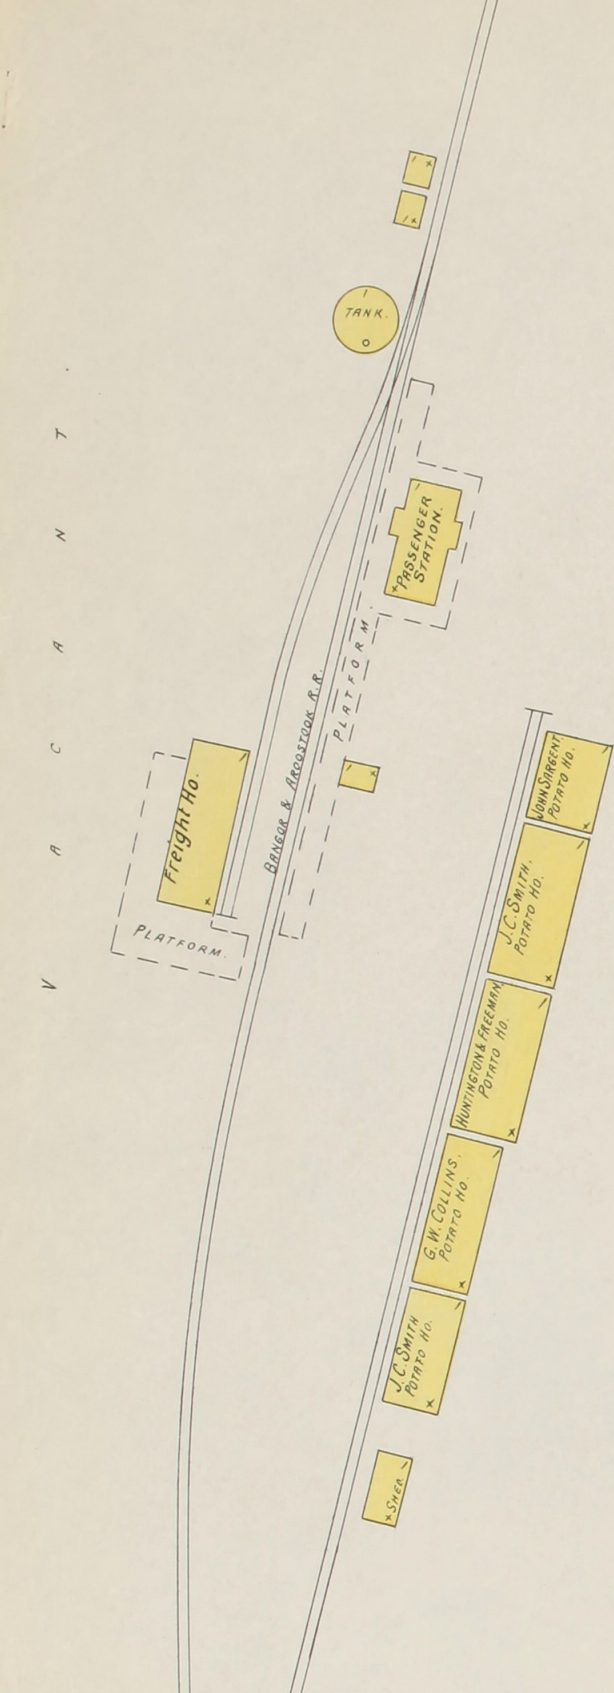 TANK.
VACANT.
PASSENGER
STATION.
PLATFORM.
BANGOR & AROOSTOOK R.R.
Freight Ho.
PLATFORM.
JOHN SARGENT.
POTATO HO.
J.C. SMITH.
POTATO HO.
HUNTINGTON & FREEMAN
POTATO HO.
G.W. COLLINS.
POTATO HO.
J.C. SMITH
POTATO HO.
SHED.